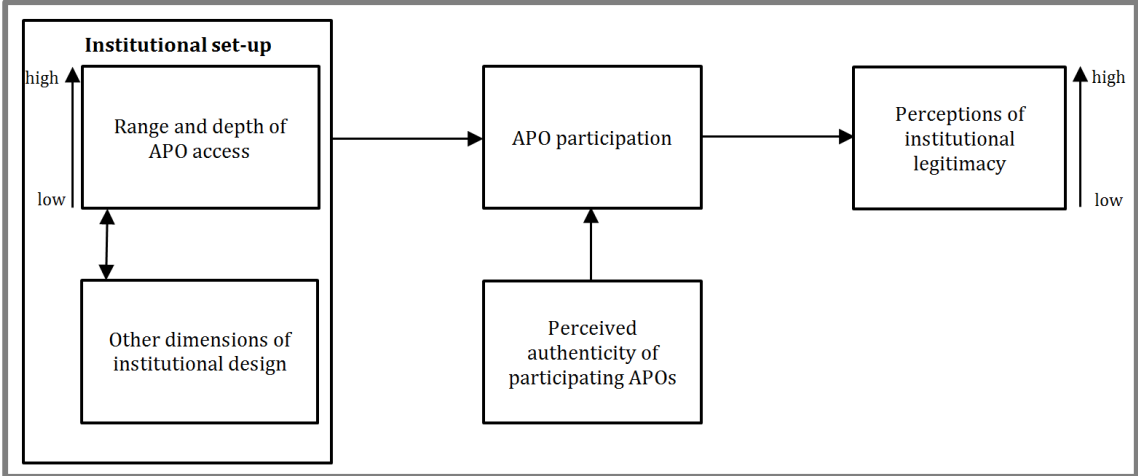 Institutional set-up
high
Range and depth of
APO access
low
Other dimensions of
institutional design
APO participation
Perceived
authenticity of
participating APOs
Perceptions of
institutional
legitimacy
high
low